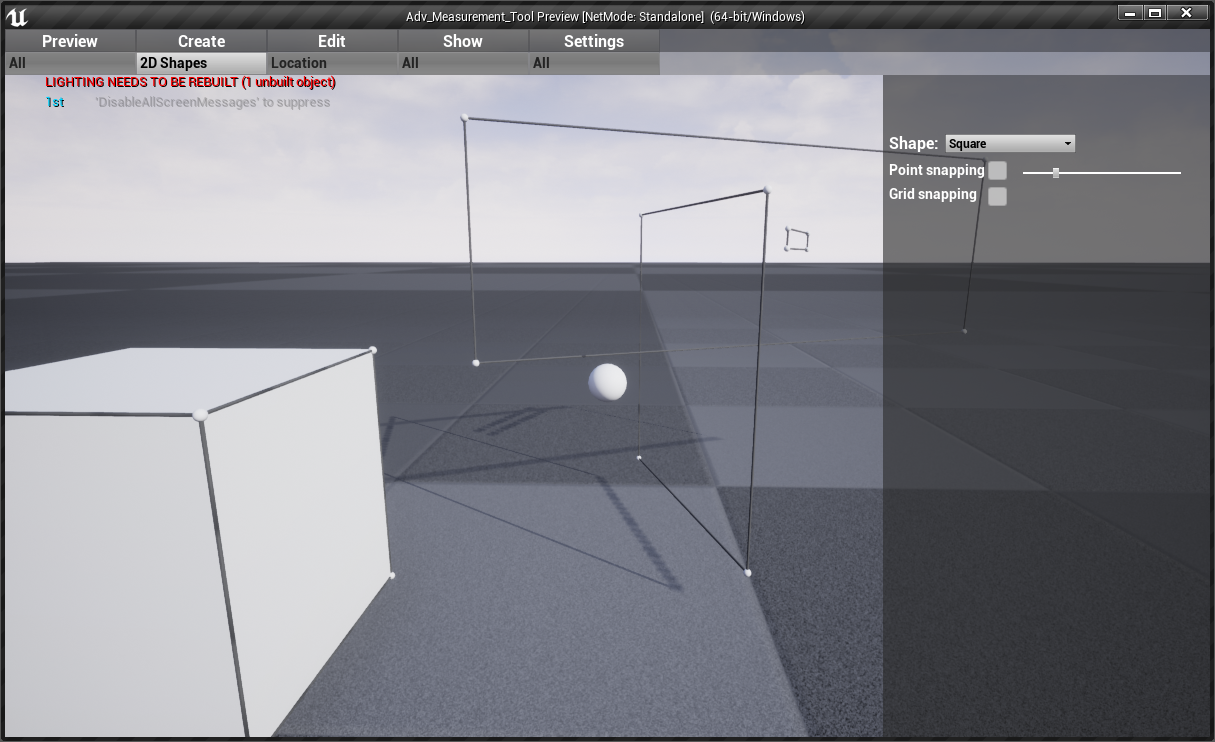 Adv_Measurement_Tool Preview [NetMode: Standalone] (64-bit/Windows)
Preview Create Edit Show Settings
All 2D Shapes Location All All
LIGHTING NEEDS TO BE REBUILT (1 unbuilt object)
1st 'DisableAllScreenMessages' to suppress
Shape: Square
Point snapping
Grid snapping